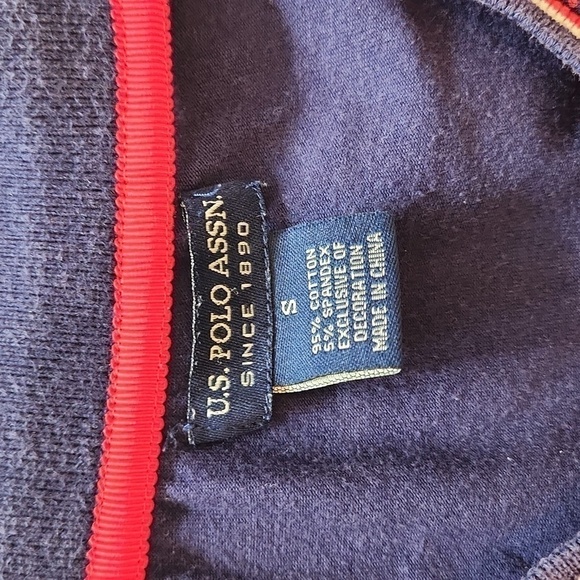 U.S. POLO ASSN.
SINCE 1890
S
95% COTTON
5% SPANDEX
EXCLUSIVE OF
DECORATION
MADE IN CHINA